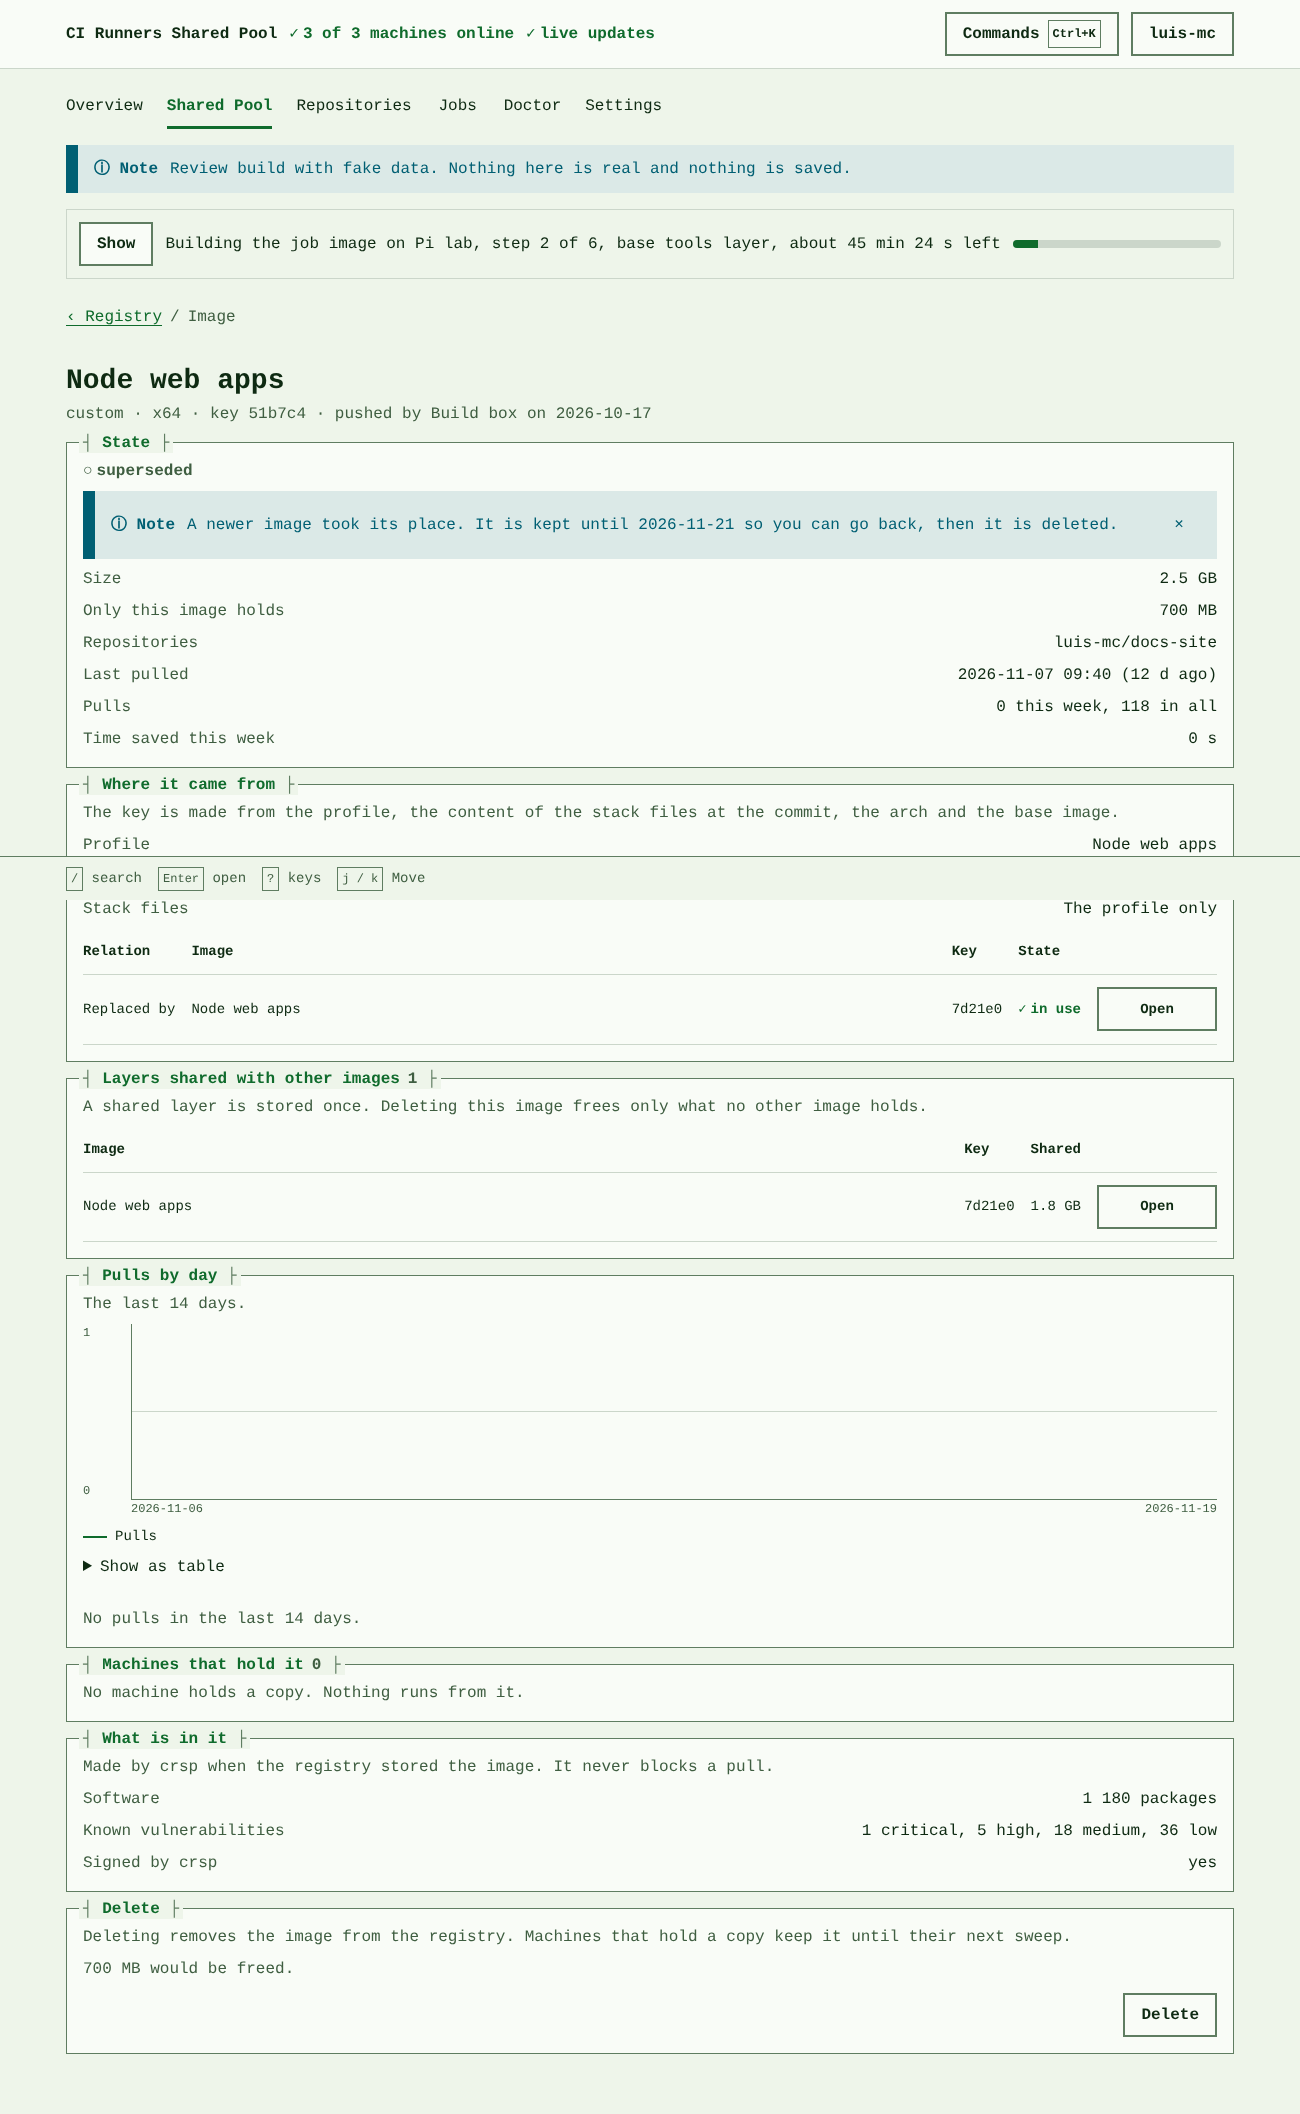 CI Runners Shared Pool ✓ 3 of 3 machines online ✓ live updates Commands Ctrl+K luis-mc
Overview Shared Pool Repositories Jobs Doctor Settings
ⓘ Note Review build with fake data. Nothing here is real and nothing is saved.
Show Building the job image on Pi lab, step 2 of 6, base tools layer, about 45 min 24 s left
‹ Registry / Image
Node web apps
custom · x64 · key 51b7c4 · pushed by Build box on 2026-10-17
State
○ superseded
ⓘ Note A newer image took its place. It is kept until 2026-11-21 so you can go back, then it is deleted. ×
Size 2.5 GB
Only this image holds 700 MB
Repositories luis-mc/docs-site
Last pulled 2026-11-07 09:40 (12 d ago)
Pulls 0 this week, 118 in all
Time saved this week 0 s
Where it came from
The key is made from the profile, the content of the stack files at the commit, the arch and the base image.
Profile Node web apps
/ search Enter open ? keys j / k Move
Stack files The profile only
Relation Image Key State
Replaced by Node web apps 7d21e0 ✓ in use Open
Layers shared with other images 1
A shared layer is stored once. Deleting this image frees only what no other image holds.
Image Key Shared
Node web apps 7d21e0 1.8 GB Open
Pulls by day
The last 14 days.
1
0
2026-11-06 2026-11-19
Pulls
▶ Show as table
No pulls in the last 14 days.
Machines that hold it 0
No machine holds a copy. Nothing runs from it.
What is in it
Made by crsp when the registry stored the image. It never blocks a pull.
Software 1 180 packages
Known vulnerabilities 1 critical, 5 high, 18 medium, 36 low
Signed by crsp yes
Delete
Deleting removes the image from the registry. Machines that hold a copy keep it until their next sweep.
700 MB would be freed.
Delete